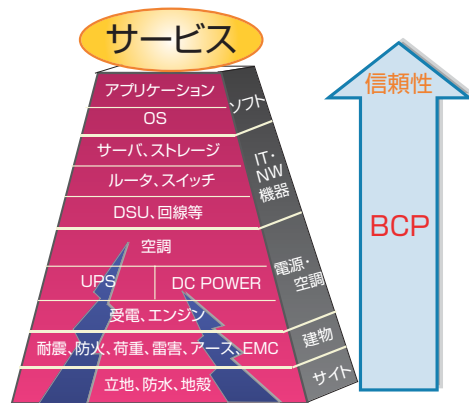 サービス
アプリケーション
OS
ソフト
サーバ、ストレージ
ルータ、スイッチ
DSU、回線等
IT・
NW
機器
空調
UPS
DC POWER
受電、エンジン
電源・
空調
耐震、防火、荷重、雷害、アース、EMC
建物
立地、防水、地殻
サイト
信頼性
BCP